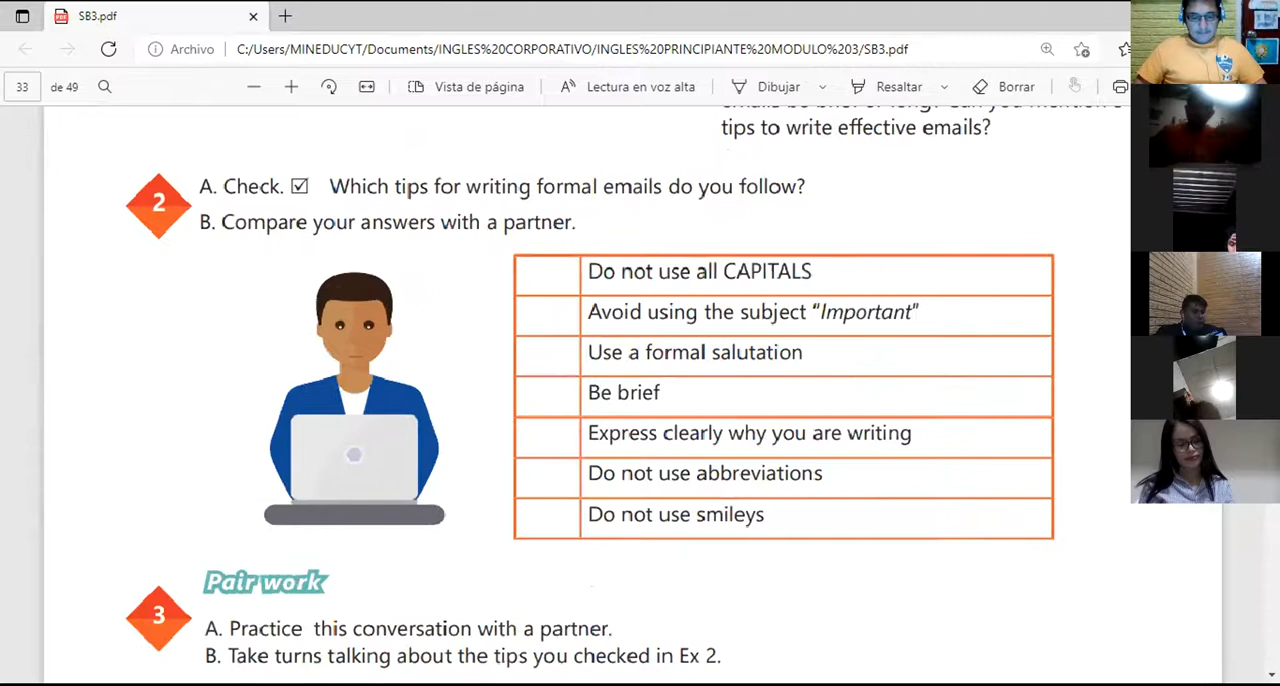 SB3.pdf
Archivo
C:/Users/MINEDUCYT/Documents/INGLES%20CORPORATIVO/INGLES%20PRINCIPIANTE%20MODULO%203/SB3.pdf
33 de 49
Vista de página
Lectura en voz alta
Dibujar
Resaltar
Borrar
tips to write effective emails?
2
A. Check. ☑ Which tips for writing formal emails do you follow?
B. Compare your answers with a partner.
Do not use all CAPITALS
Avoid using the subject “Important”
Use a formal salutation
Be brief
Express clearly why you are writing
Do not use abbreviations
Do not use smileys
Pair work
3
A. Practice this conversation with a partner.
B. Take turns talking about the tips you checked in Ex 2.